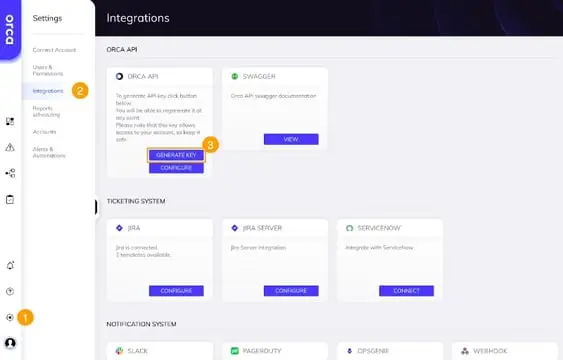 orca
Settings
Integrations
Connect Account
Users &
Permissions
Integrations
2
Reports
scheduling
Accounts
Alerts &
Automations
1
ORCA API
ORCA API
To generate API key click button
below.
You will be able to regenerate it at
any point.
Please note that this key allows
access to your account, so keep it
safe.
GENERATE KEY
3
CONFIGURE
SWAGGER
Orca API swagger documentation
VIEW
TICKETING SYSTEM
JIRA
Jira is connected.
3 templates available.
CONFIGURE
JIRA SERVER
Jira Server Integration
CONFIGURE
SERVICENOW
Integrate with ServiceNow
CONNECT
NOTIFICATION SYSTEM
SLACK
PAGERDUTY
OPSGENIE
WEBHOOK